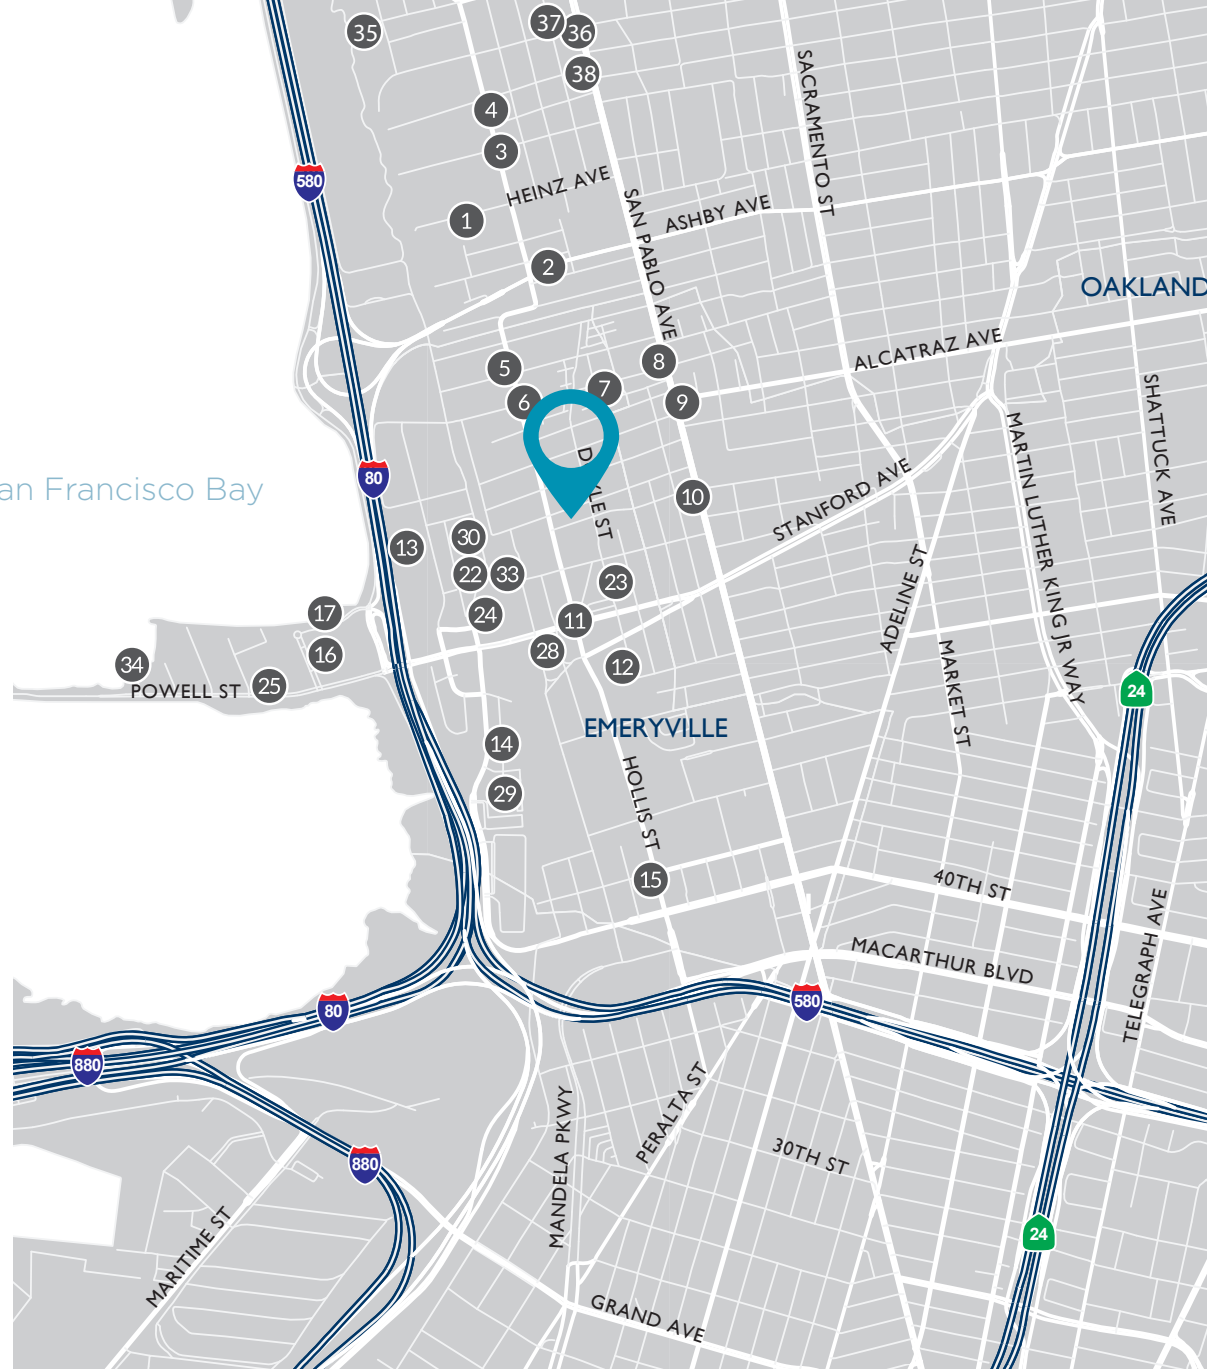 35
37
36
38
4
3
SACRAMENTO ST
580
HEINZ AVE
1
SAN PABLO AVE
ASHBY AVE
2
OAKLAND
5
8
ALCATRAZ AVE
7
6
9
SHATTUCK AVE
MARTIN LUTHER KING JR WAY
80
an Francisco Bay
10
STANFORD AVE
30
13
22
33
23
ADELINE ST
17
24
11
16
28
12
34
POWELL ST
25
MARKET ST
24
EMERYVILLE
14
HOLLIS ST
29
15
40TH ST
TELEGRAPH AVE
MACARTHUR BLVD
80
580
880
PERALTA ST
MANDELA PKWY
30TH ST
880
MARITIME ST
24
GRAND AVE